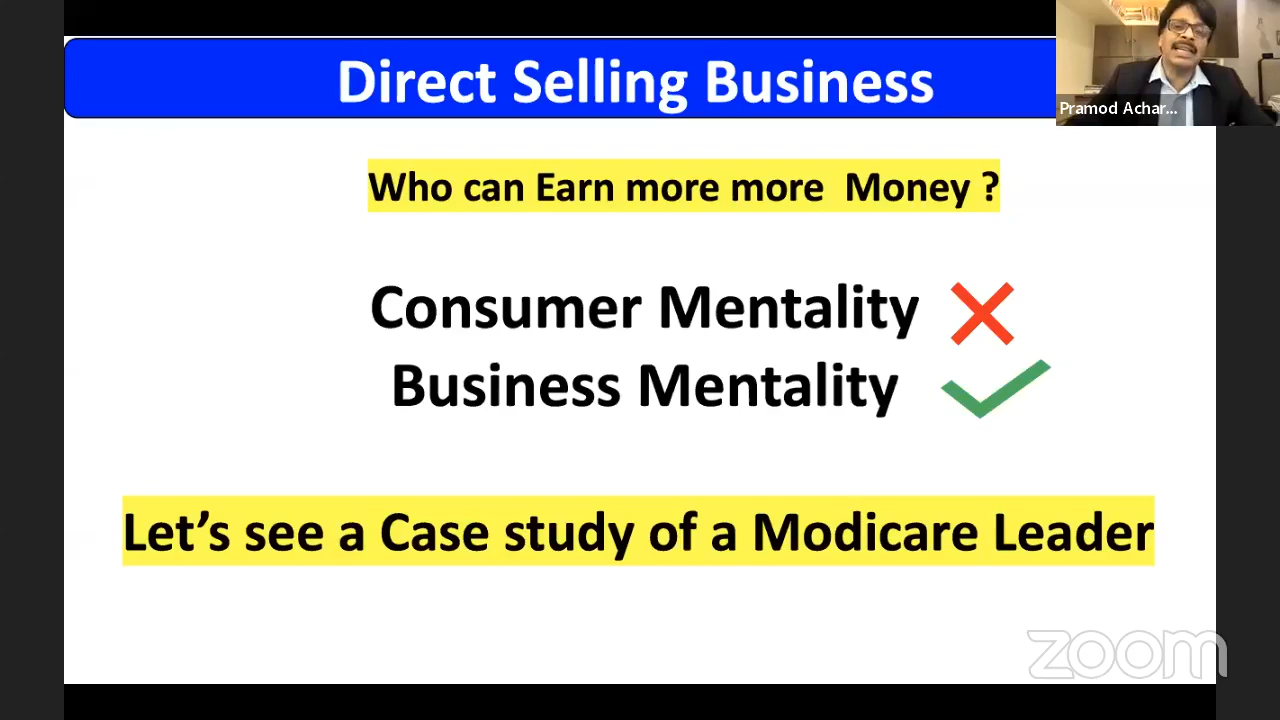 Direct Selling Business
Pramod Achar...
Who can Earn more more Money ?
Consumer Mentality
Business Mentality
Let’s see a Case study of a Modicare Leader
zoom